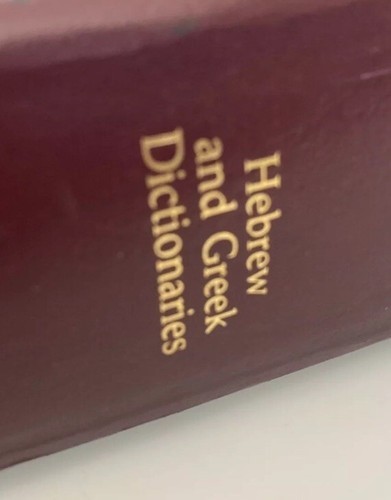 Hebrew
and Greek
Dictionaries